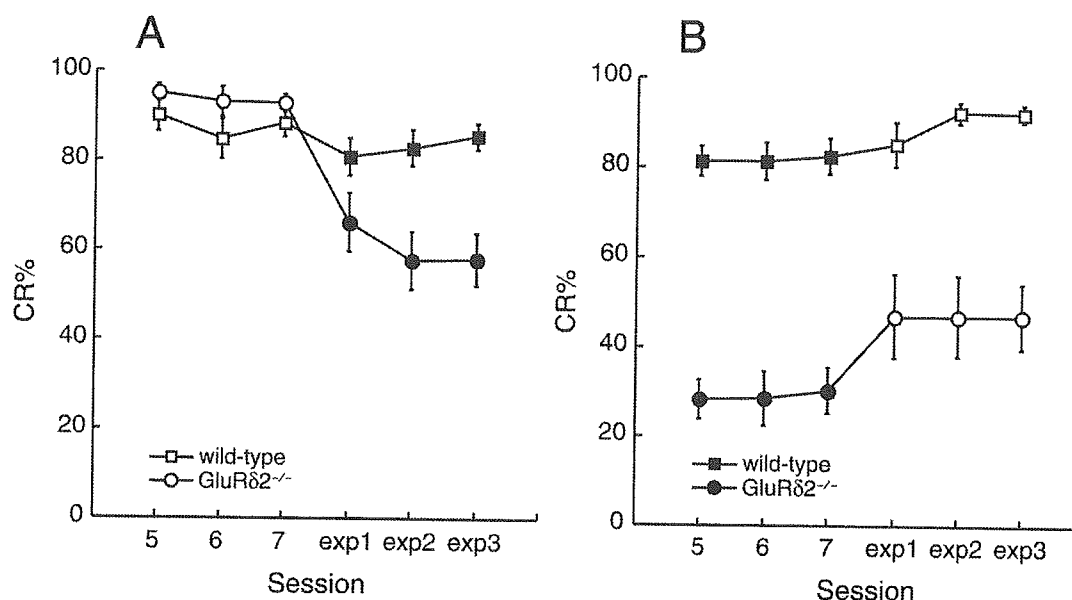 A
100
80
60
40
20
0
CR%
wild-type
GluRδ2⁻/⁻
5 6 7 exp1 exp2 exp3
Session
B
100
80
60
40
20
0
CR%
wild-type
GluRδ2⁻/⁻
5 6 7 exp1 exp2 exp3
Session